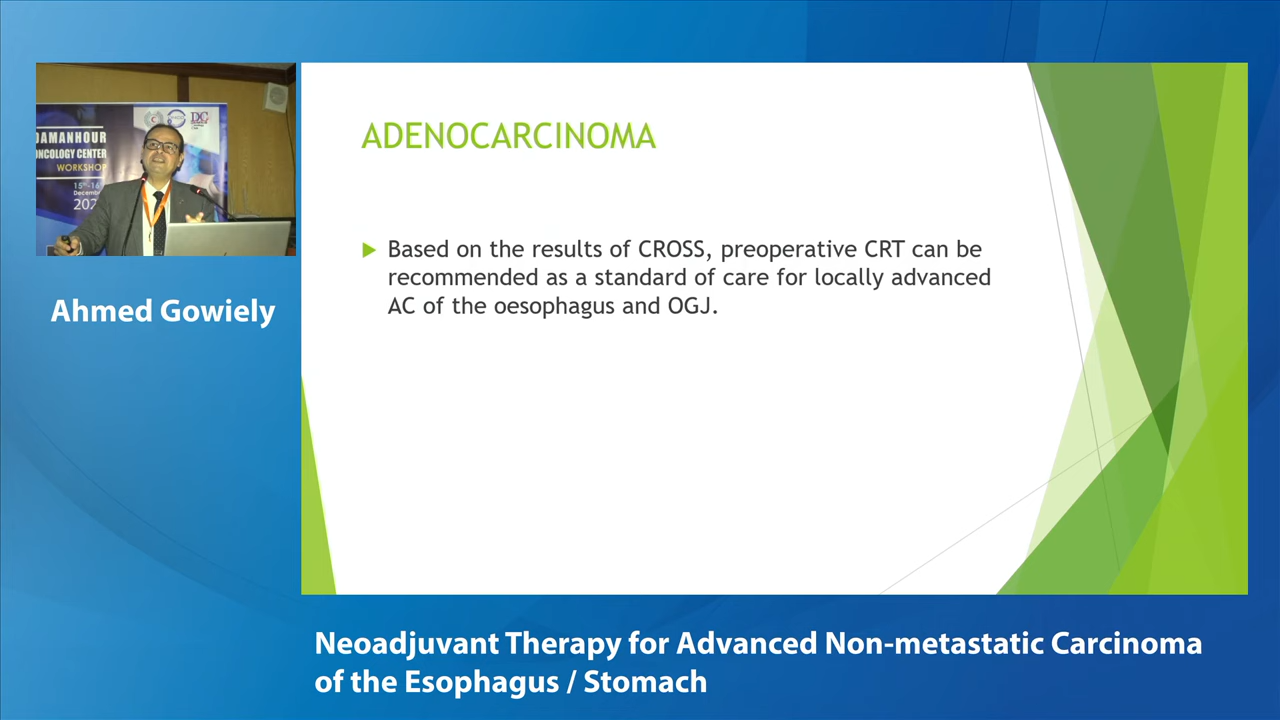 DAMANHOUR
ONCOLOGY CENTER
WORKSHOP
DC
Ahmed Gowiely
ADENOCARCINOMA
Based on the results of CROSS, preoperative CRT can be
recommended as a standard of care for locally advanced
AC of the oesophagus and OGJ.
Neoadjuvant Therapy for Advanced Non-metastatic Carcinoma
of the Esophagus / Stomach